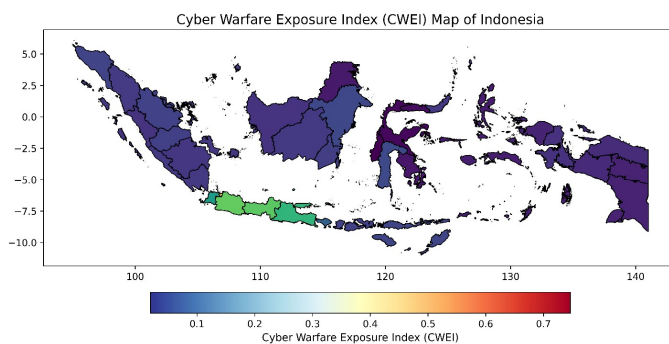 Cyber Warfare Exposure Index (CWEI) Map of Indonesia
5.0
2.5
0.0
−2.5
−5.0
−7.5
−10.0
100 110 120 130 140
0.1 0.2 0.3 0.4 0.5 0.6 0.7
Cyber Warfare Exposure Index (CWEI)